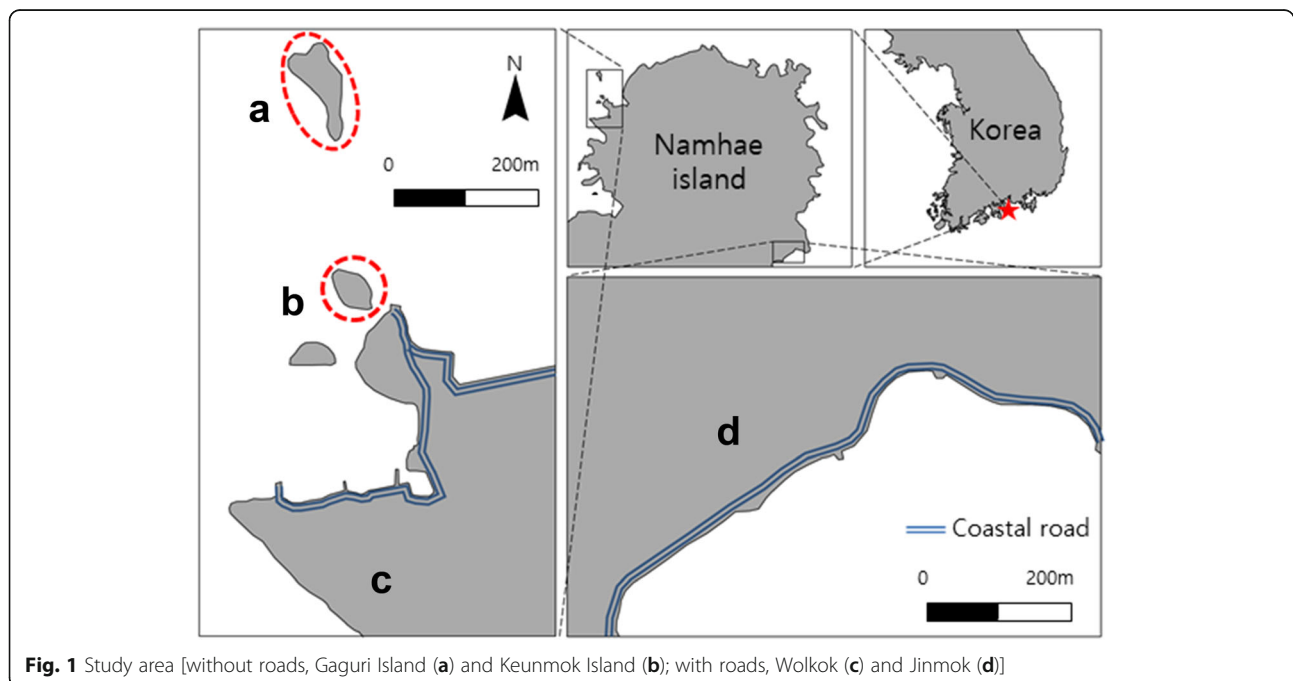 a
N
0 200m
b
c
Namhae
island
Korea
d
Coastal road
0 200m
Fig. 1 Study area [without roads, Gaguri Island (a) and Keunmok Island (b); with roads, Wolkok (c) and Jinmok (d)]